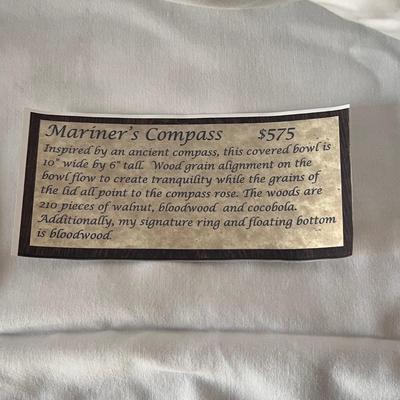 Mariner's Compass $575
Inspired by an ancient compass, this covered bowl is
10" wide by 6" tall. Wood grain alignment on the
bowl flow to create tranquility while the grains of
the lid all point to the compass rose. The woods are
210 pieces of walnut, bloodwood and cocobola.
Additionally, my signature ring and floating bottom
is bloodwood.